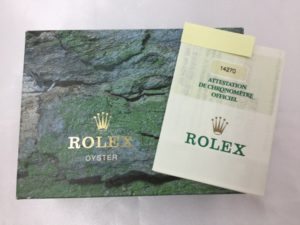 ROLEX
OYSTER
14270
ATTESTATION
DE CHRONOMÈTRE
OFFICIEL
ROLEX